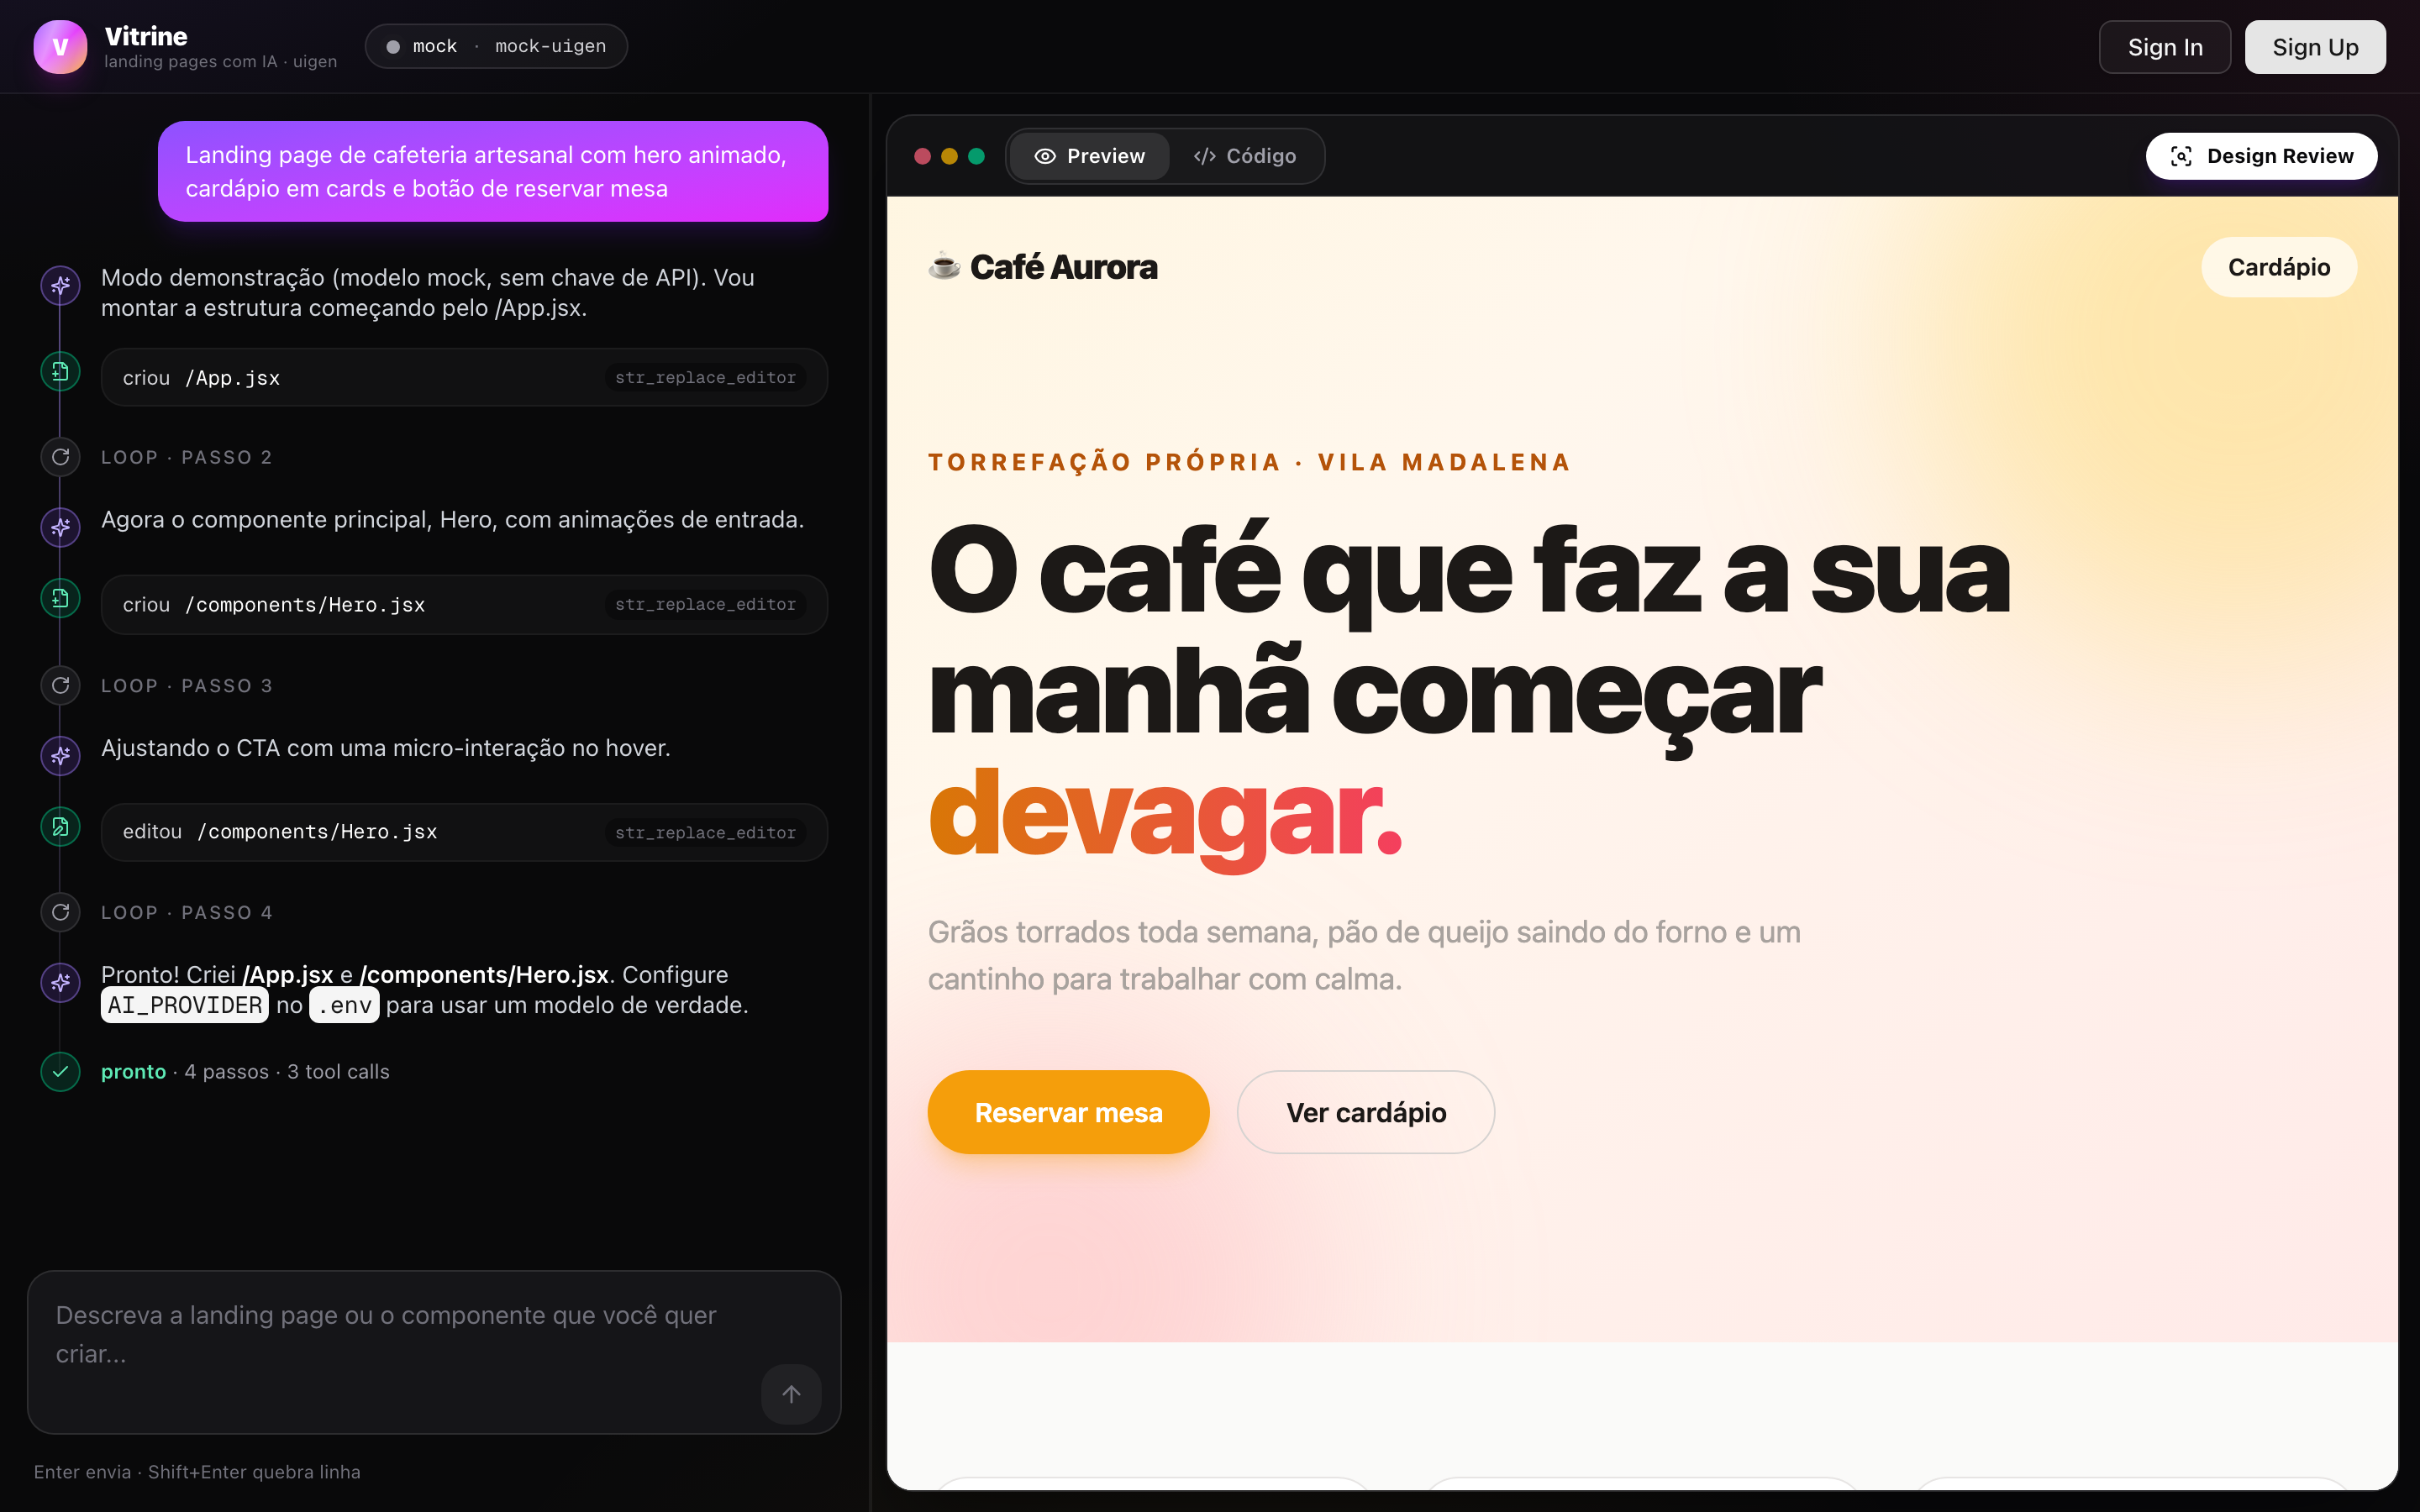 V
Vitrine
landing pages com IA · uigen
mock · mock-uigen
Sign In
Sign Up
Landing page de cafeteria artesanal com hero animado,
cardápio em cards e botão de reservar mesa
Modo demonstração (modelo mock, sem chave de API). Vou
montar a estrutura começando pelo /App.jsx.
criou /App.jsx str_replace_editor
LOOP · PASSO 2
Agora o componente principal, Hero, com animações de entrada.
criou /components/Hero.jsx str_replace_editor
LOOP · PASSO 3
Ajustando o CTA com uma micro-interação no hover.
editou /components/Hero.jsx str_replace_editor
LOOP · PASSO 4
Pronto! Criei /App.jsx e /components/Hero.jsx. Configure
AI_PROVIDER no .env para usar um modelo de verdade.
pronto · 4 passos · 3 tool calls
Descreva a landing page ou o componente que você quer
criar...
Enter envia · Shift+Enter quebra linha
Preview
Código
Design Review
Café Aurora
Cardápio
TORREFAÇÃO PRÓPRIA · VILA MADALENA
O café que faz a sua
manhã começar
devagar.
Grãos torrados toda semana, pão de queijo saindo do forno e um
cantinho para trabalhar com calma.
Reservar mesa
Ver cardápio